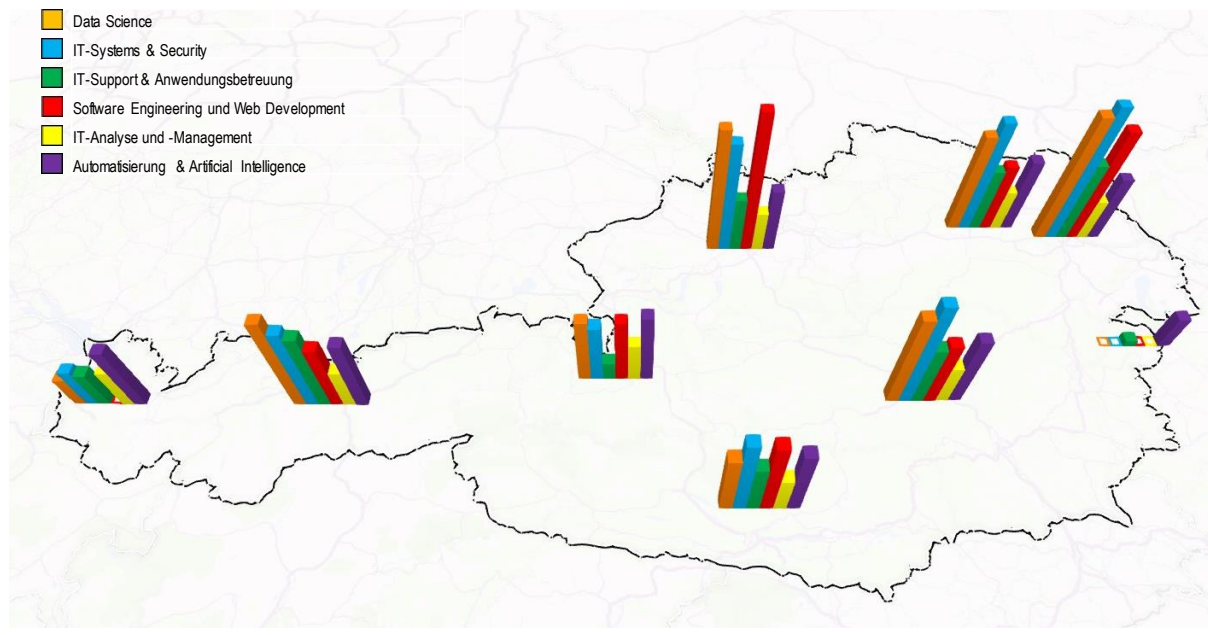 Data Science
IT-Systems & Security
IT-Support & Anwendungsbetreuung
Software Engineering und Web Development
IT-Analyse und -Management
Automatisierung & Artificial Intelligence